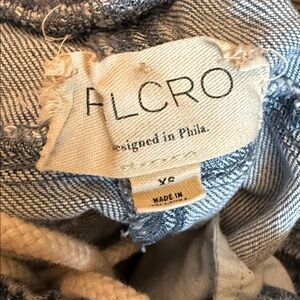 PLCRO
esigned in Phila.
XS
MADE IN